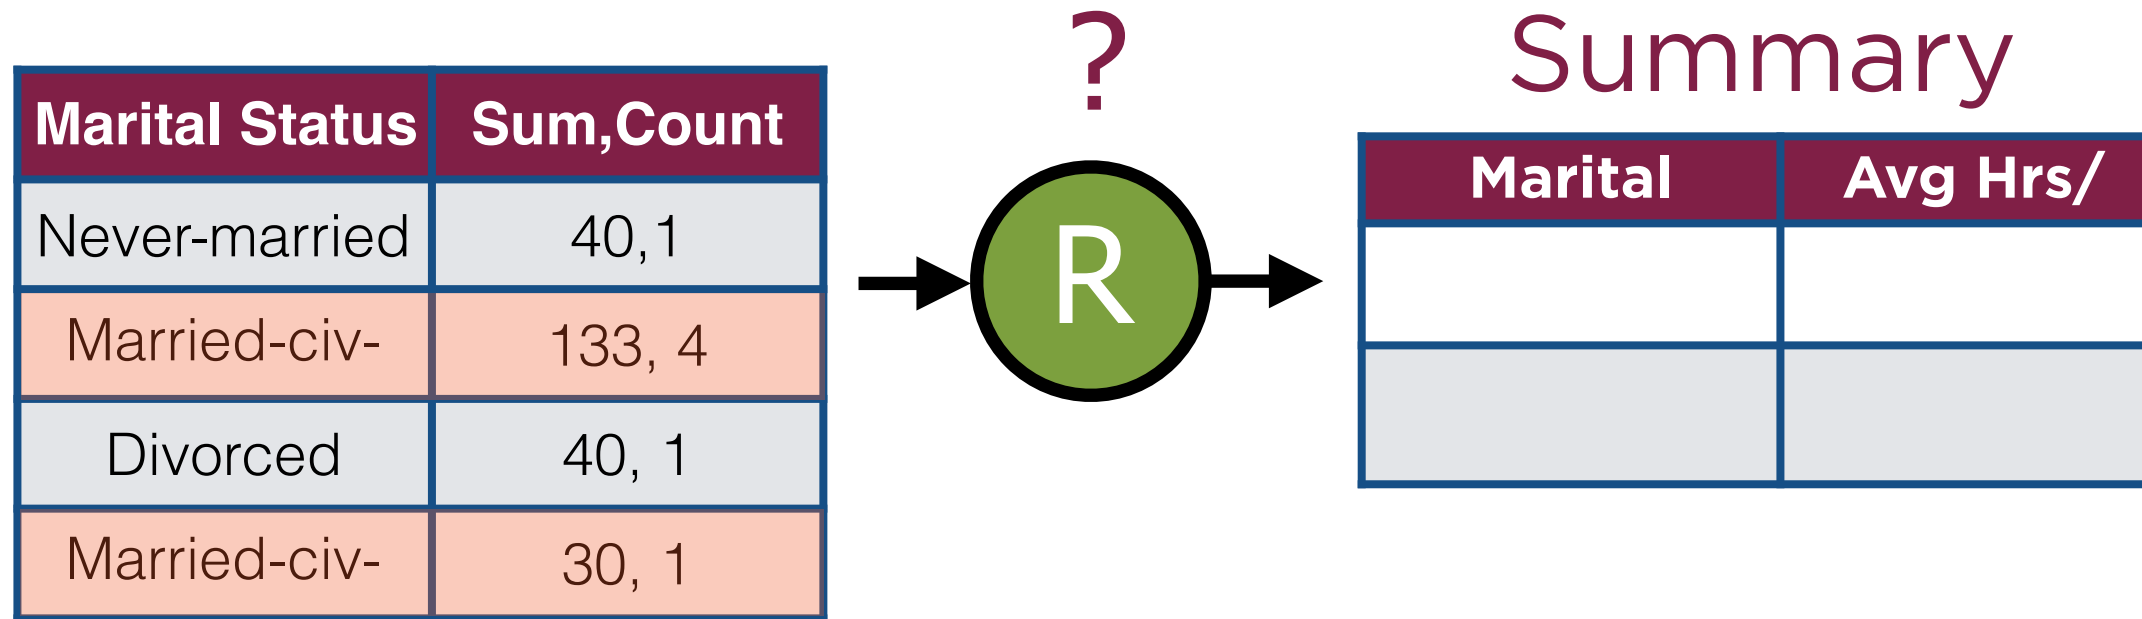 ?
Summary
Marital Status Sum,Count
Never-married 40,1
Married-civ- 133, 4
Divorced 40, 1
Married-civ- 30, 1
R
Marital Avg Hrs/